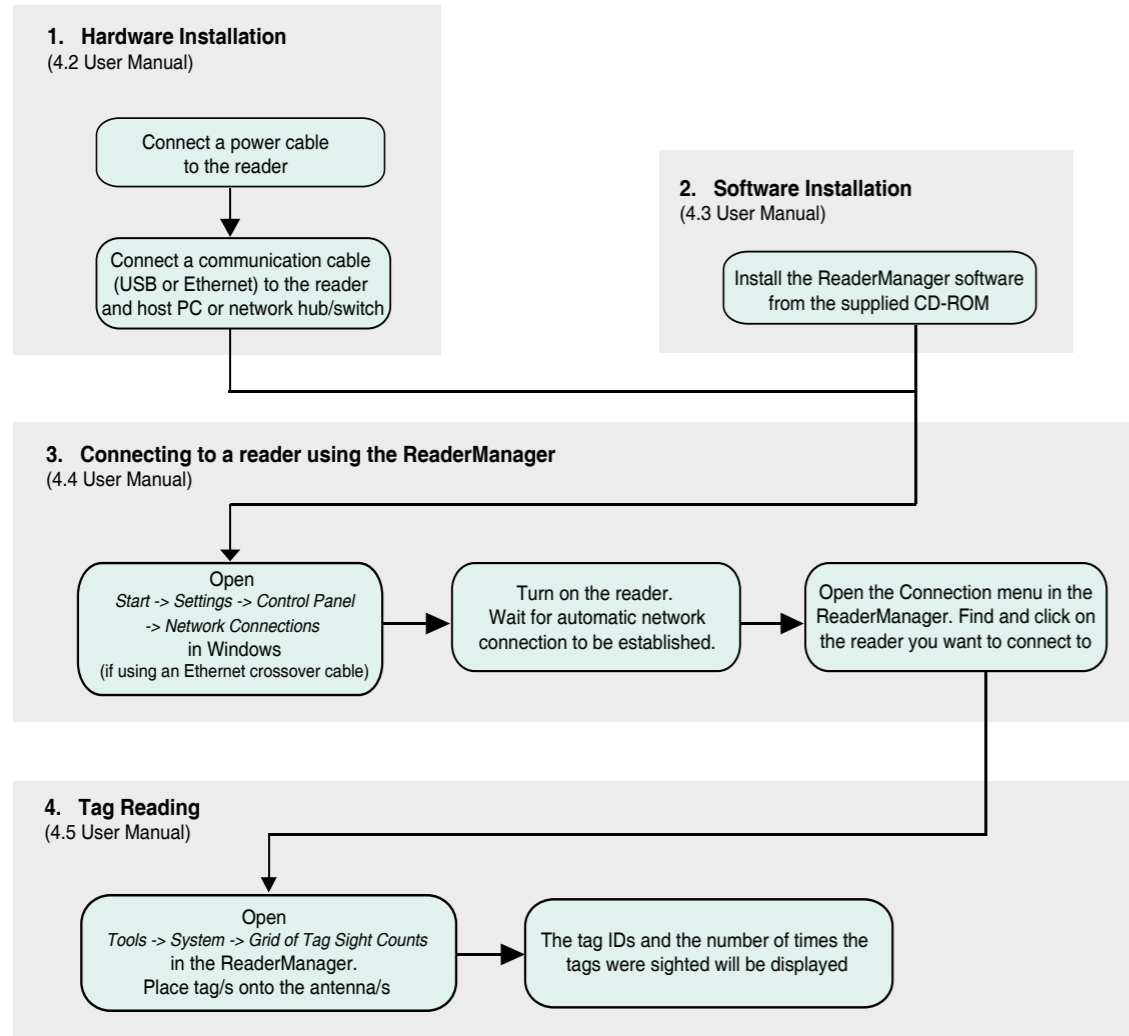 1. Hardware Installation
(4.2 User Manual)
Connect a power cable
to the reader
Connect a communication cable
(USB or Ethernet) to the reader
and host PC or network hub/switch
2. Software Installation
(4.3 User Manual)
Install the ReaderManager software
from the supplied CD-ROM
3. Connecting to a reader using the ReaderManager
(4.4 User Manual)
Open
Start -> Settings -> Control Panel
-> Network Connections
in Windows
(if using an Ethernet crossover cable)
Turn on the reader.
Wait for automatic network
connection to be established.
Open the Connection menu in the
ReaderManager. Find and click on
the reader you want to connect to
4. Tag Reading
(4.5 User Manual)
Open
Tools -> System -> Grid of Tag Sight Counts
in the ReaderManager.
Place tag/s onto the antenna/s
The tag IDs and the number of times the
tags were sighted will be displayed